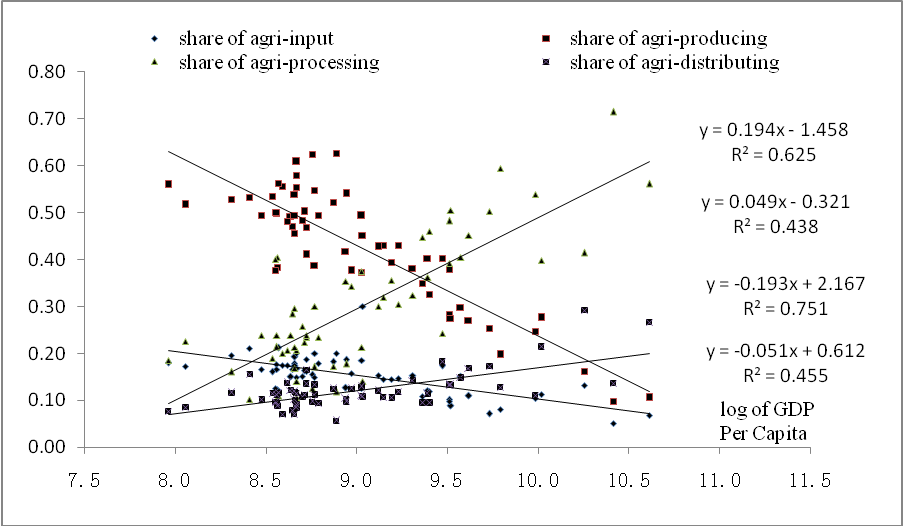 share of agri-input
share of agri-producing
share of agri-processing
share of agri-distributing
0.80
0.70
0.60
0.50
0.40
0.30
0.20
0.10
0.00
y = 0.194x - 1.458
R² = 0.625
y = 0.049x - 0.321
R² = 0.438
y = -0.193x + 2.167
R² = 0.751
y = -0.051x + 0.612
R² = 0.455
log of GDP
Per Capita
7.5 8.0 8.5 9.0 9.5 10.0 10.5 11.0 11.5